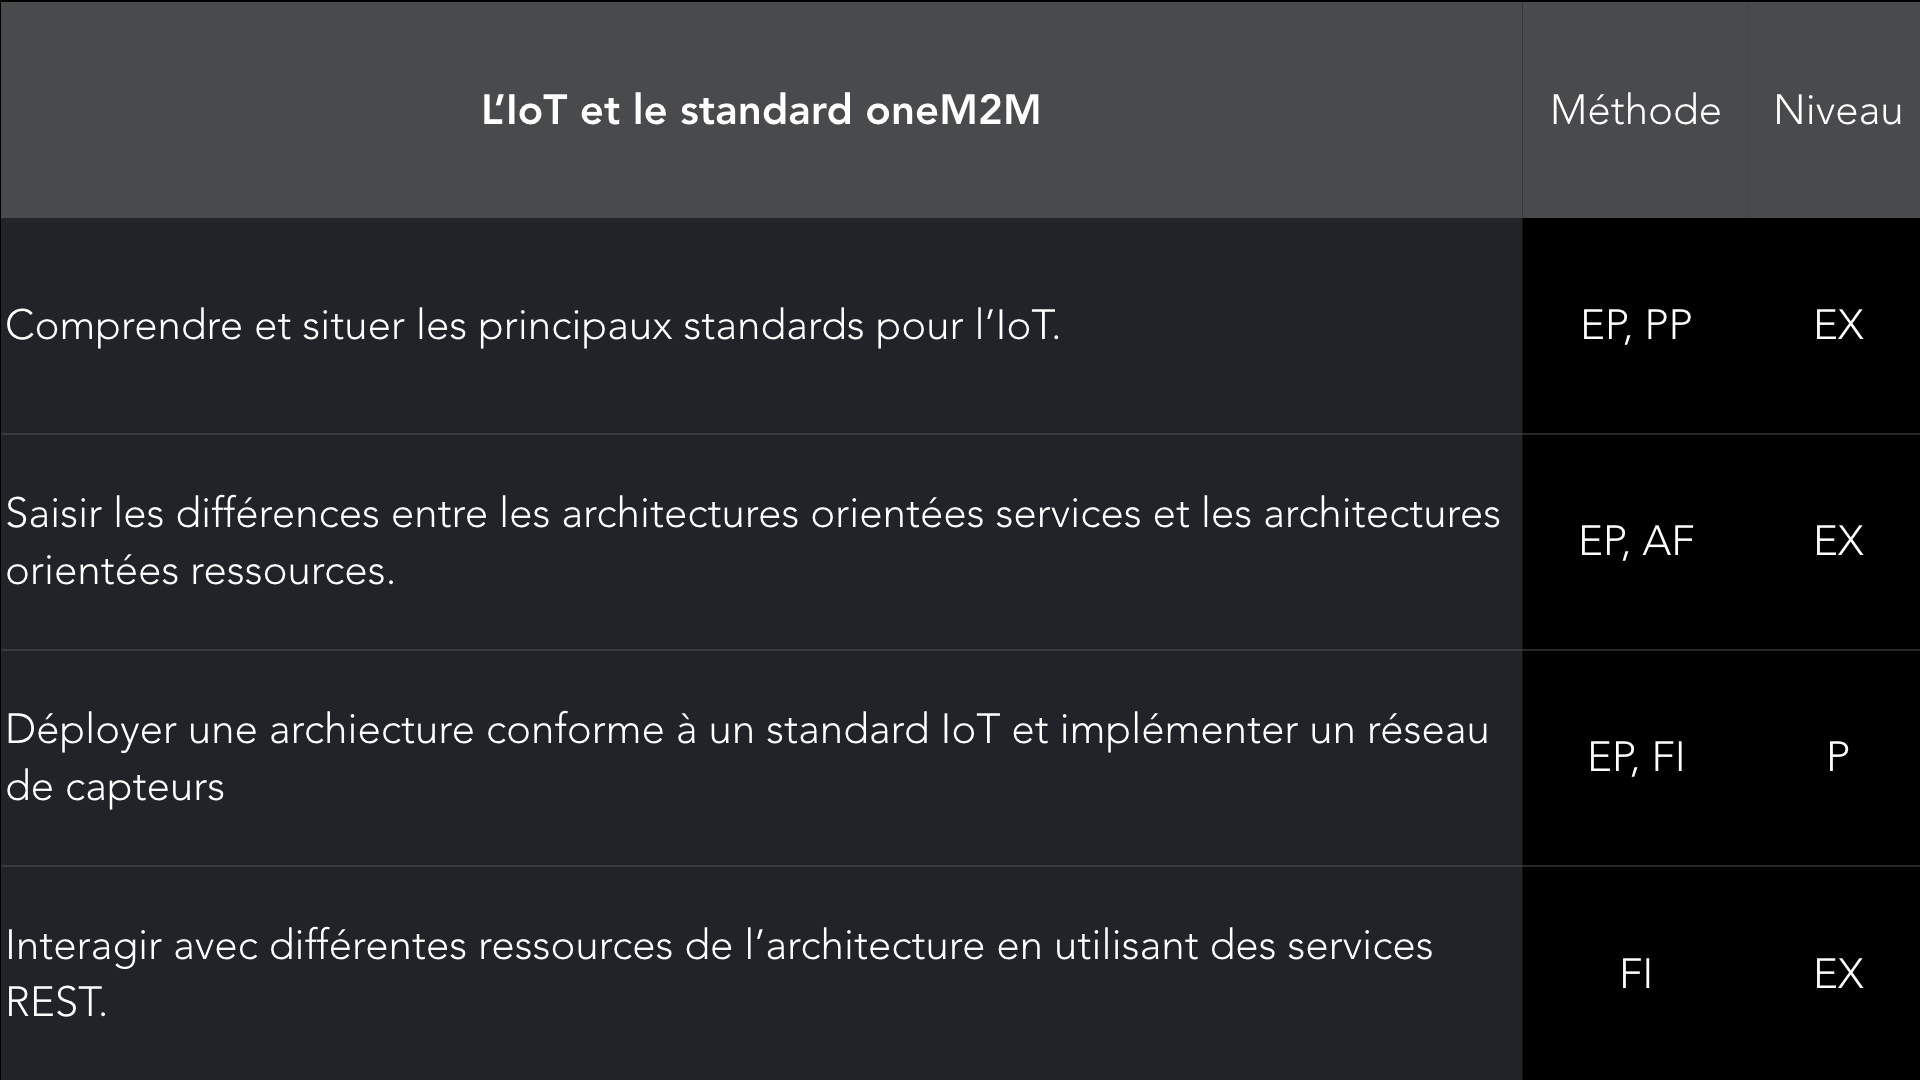 L’IoT et le standard oneM2M Méthode Niveau
Comprendre et situer les principaux standards pour l’IoT. EP, PP EX
Saisir les différences entre les architectures orientées services et les architectures
orientées ressources.
EP, AF EX
Déployer une archiecture conforme à un standard IoT et implémenter un réseau
de capteurs
EP, FI P
Interagir avec différentes ressources de l’architecture en utilisant des services
REST.
FI EX